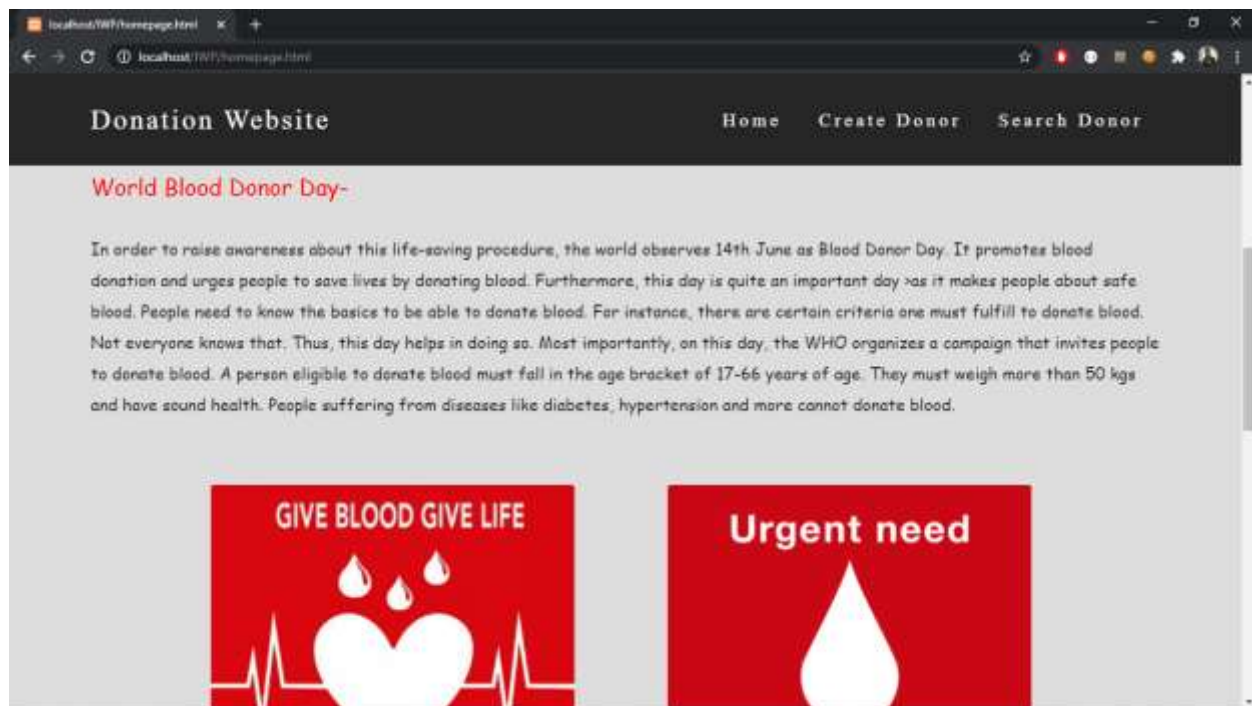 localhost/IWP/homepage.html
localhost/IWP/homepage.html
Donation Website
Home Create Donor Search Donor
World Blood Donor Day-
In order to raise awareness about this life-saving procedure, the world observes 14th June as Blood Donor Day. It promotes blood
donation and urges people to save lives by donating blood. Furthermore, this day is quite an important day >as it makes people about safe
blood. People need to know the basics to be able to donate blood. For instance, there are certain criteria one must fulfill to donate blood.
Not everyone knows that. Thus, this day helps in doing so. Most importantly, on this day, the WHO organizes a campaign that invites people
to donate blood. A person eligible to donate blood must fall in the age bracket of 17-66 years of age. They must weigh more than 50 kgs
and have sound health. People suffering from diseases like diabetes, hypertension and more cannot donate blood.
GIVE BLOOD GIVE LIFE
Urgent need